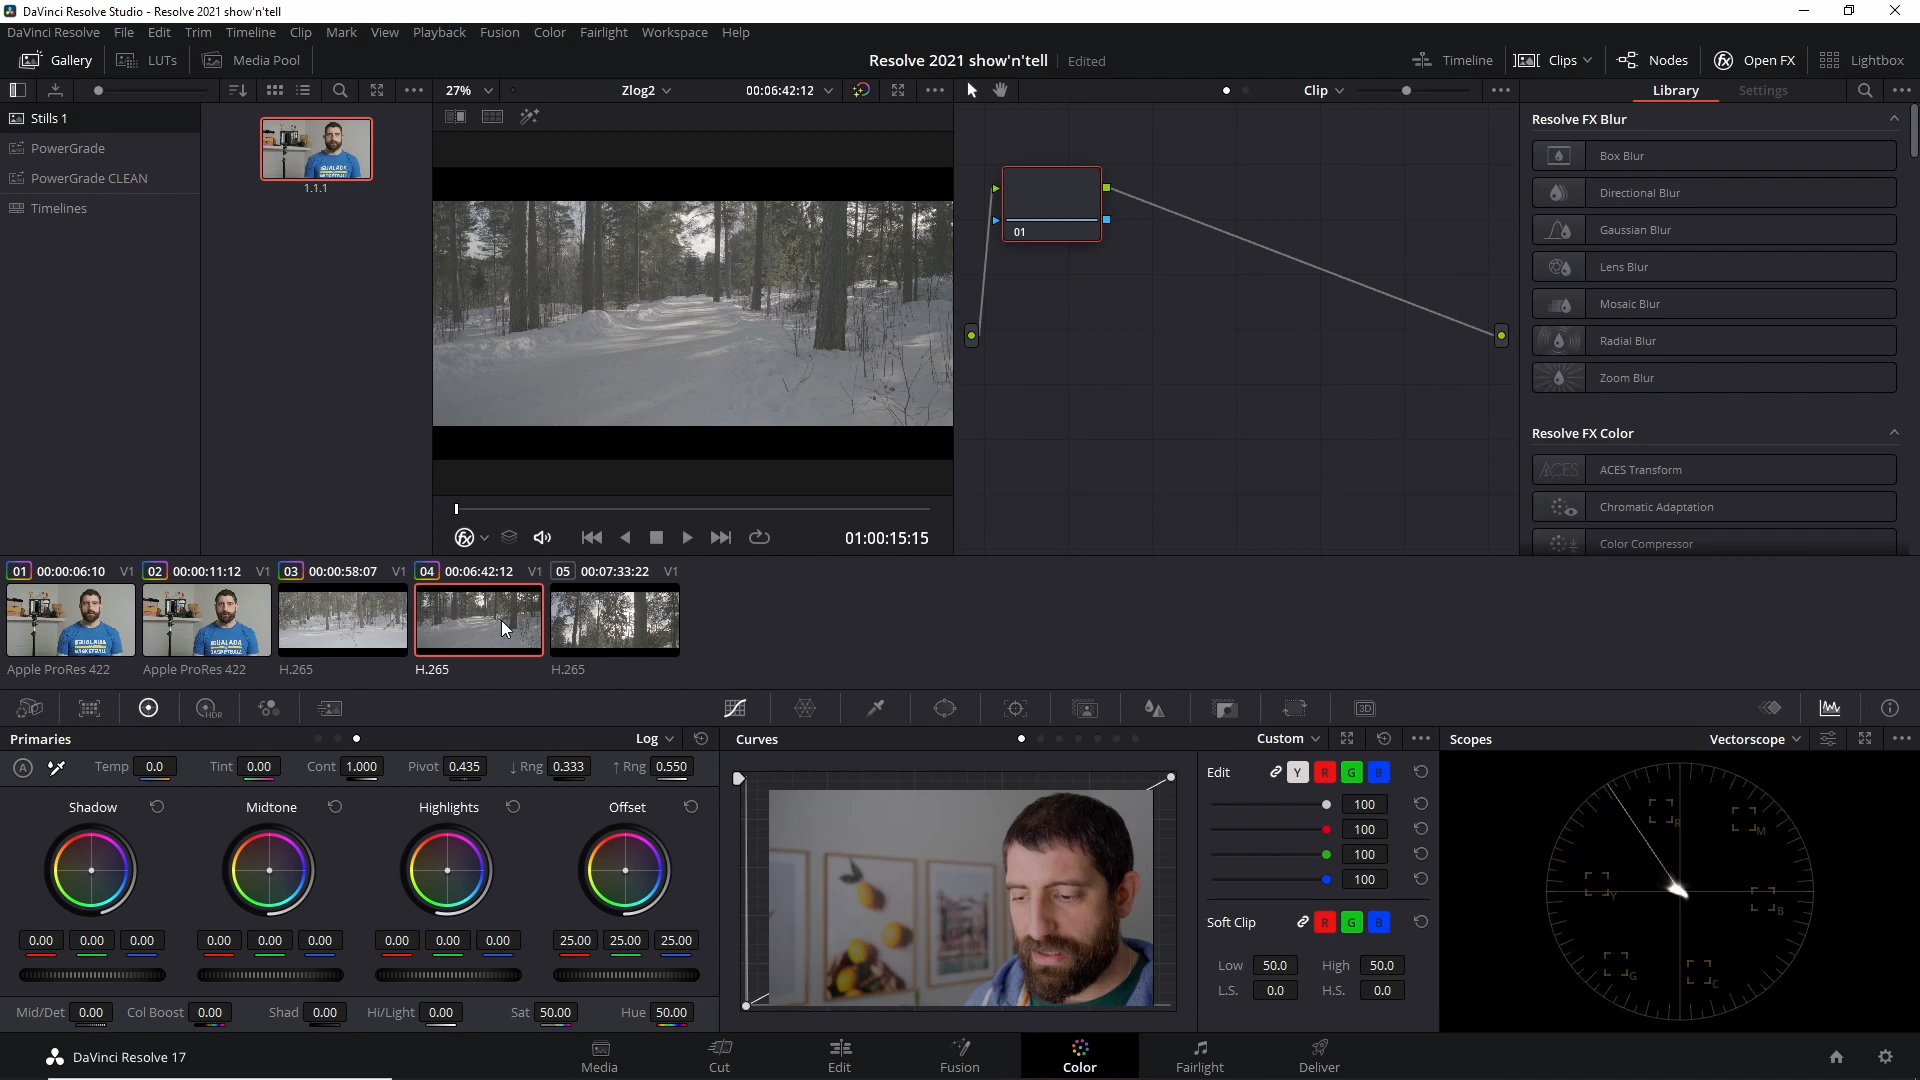 DaVinci Resolve Studio - Resolve 2021 show'n'tell
DaVinci Resolve File Edit Trim Timeline Clip Mark View Playback Fusion Color Fairlight Workspace Help
Gallery LUTs Media Pool Resolve 2021 show'n'tell Edited Timeline Clips Nodes Open FX Lightbox
27% Zlog2 00:06:42:12 Clip Library Settings
Stills 1
PowerGrade
PowerGrade CLEAN
Timelines
1.1.1
01
Resolve FX Blur
Box Blur
Directional Blur
Gaussian Blur
Lens Blur
Mosaic Blur
Radial Blur
Zoom Blur
Resolve FX Color
ACES ACES Transform
Chromatic Adaptation
Color Compressor
01:00:15:15
01 00:00:06:10 V1 02 00:00:11:12 V1 03 00:00:58:07 V1 04 00:06:42:12 V1 05 00:07:33:22 V1
Apple ProRes 422 Apple ProRes 422 H.265 H.265 H.265
HDR 3D
Primaries Log Curves Custom Scopes Vectorscope
A Temp 0.0 Tint 0.00 Cont 1.000 Pivot 0.435 ↓ Rng 0.333 ↑ Rng 0.550
Edit Y R G B
Shadow Midtone Highlights Offset
100
100
100
100
Soft Clip R G B
0.00 0.00 0.00 0.00 0.00 0.00 0.00 0.00 0.00 25.00 25.00 25.00
Low 50.0 High 50.0
L.S. 0.0 H.S. 0.0
Mid/Det 0.00 Col Boost 0.00 Shad 0.00 Hi/Light 0.00 Sat 50.00 Hue 50.00
R M
Y B
G C
DaVinci Resolve 17 Media Cut Edit Fusion Color Fairlight Deliver